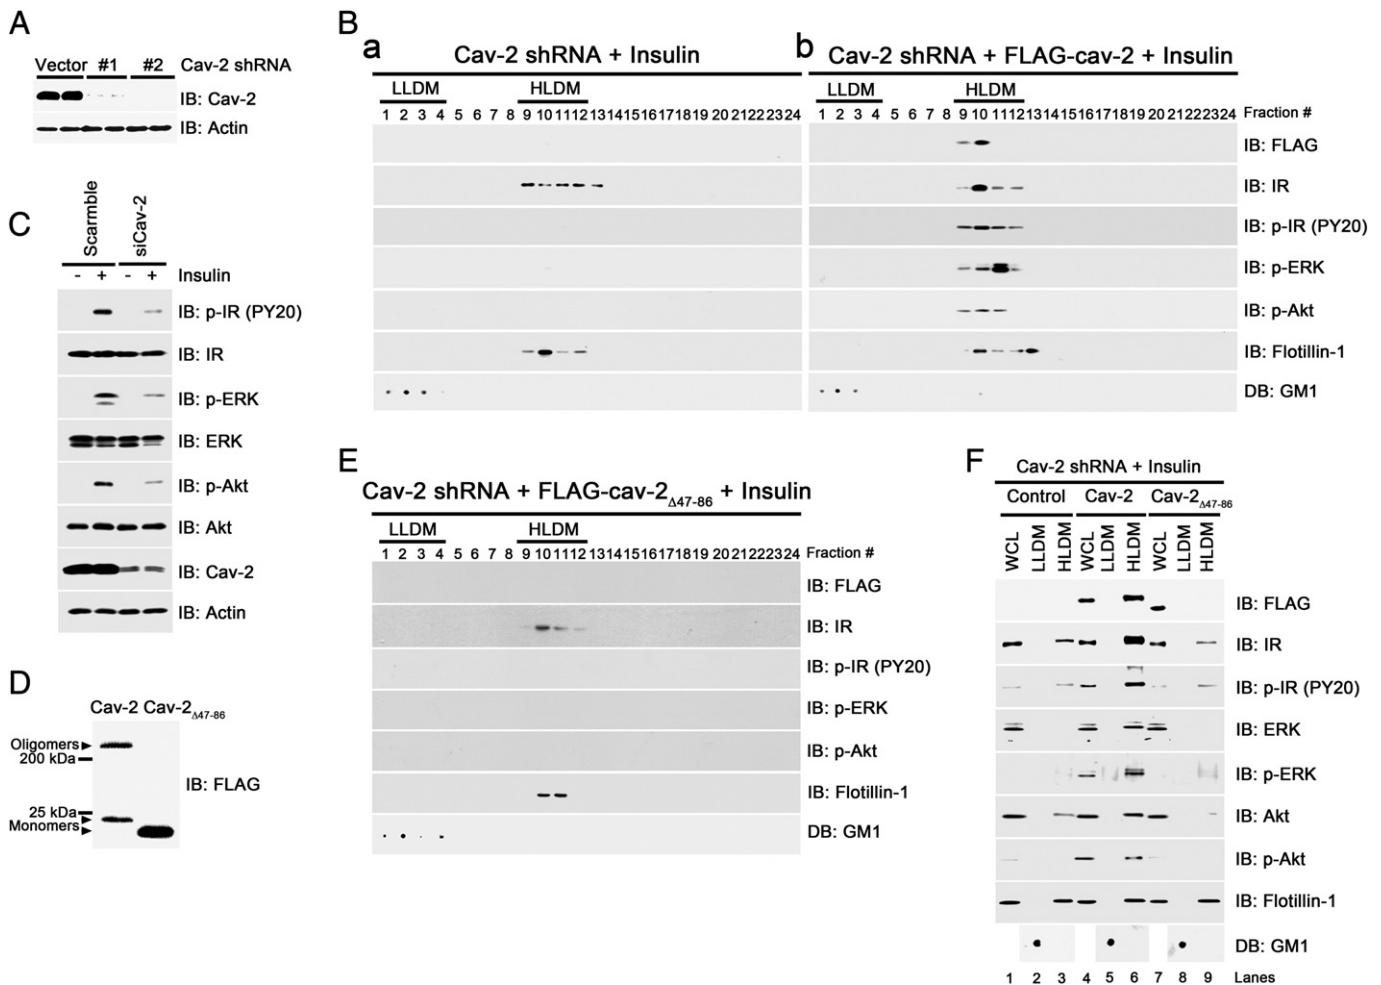 A
Vector #1 #2 Cav-2 shRNA
IB: Cav-2
IB: Actin
B
a
Cav-2 shRNA + Insulin
LLDM HLDM
1 2 3 4 5 6 7 8 9 10 11 12 13 14 15 16 17 18 19 20 21 22 23 24
b
Cav-2 shRNA + FLAG-cav-2 + Insulin
LLDM HLDM
1 2 3 4 5 6 7 8 9 10 11 12 13 14 15 16 17 18 19 20 21 22 23 24 Fraction #
IB: FLAG
IB: IR
IB: p-IR (PY20)
IB: p-ERK
IB: p-Akt
IB: Flotillin-1
DB: GM1
C
Scarmble siCav-2
- + - + Insulin
IB: p-IR (PY20)
IB: IR
IB: p-ERK
IB: ERK
IB: p-Akt
IB: Akt
IB: Cav-2
IB: Actin
D
Cav-2 Cav-2Δ47-86
Oligomers
200 kDa
IB: FLAG
25 kDa
Monomers
E
Cav-2 shRNA + FLAG-cav-2Δ47-86 + Insulin
LLDM HLDM
1 2 3 4 5 6 7 8 9 10 11 12 13 14 15 16 17 18 19 20 21 22 23 24 Fraction #
IB: FLAG
IB: IR
IB: p-IR (PY20)
IB: p-ERK
IB: p-Akt
IB: Flotillin-1
DB: GM1
F
Cav-2 shRNA + Insulin
Control Cav-2 Cav-2Δ47-86
WCL LLDM HLDM WCL LLDM HLDM WCL LLDM HLDM
IB: FLAG
IB: IR
IB: p-IR (PY20)
IB: ERK
IB: p-ERK
IB: Akt
IB: p-Akt
IB: Flotillin-1
DB: GM1
1 2 3 4 5 6 7 8 9 Lanes